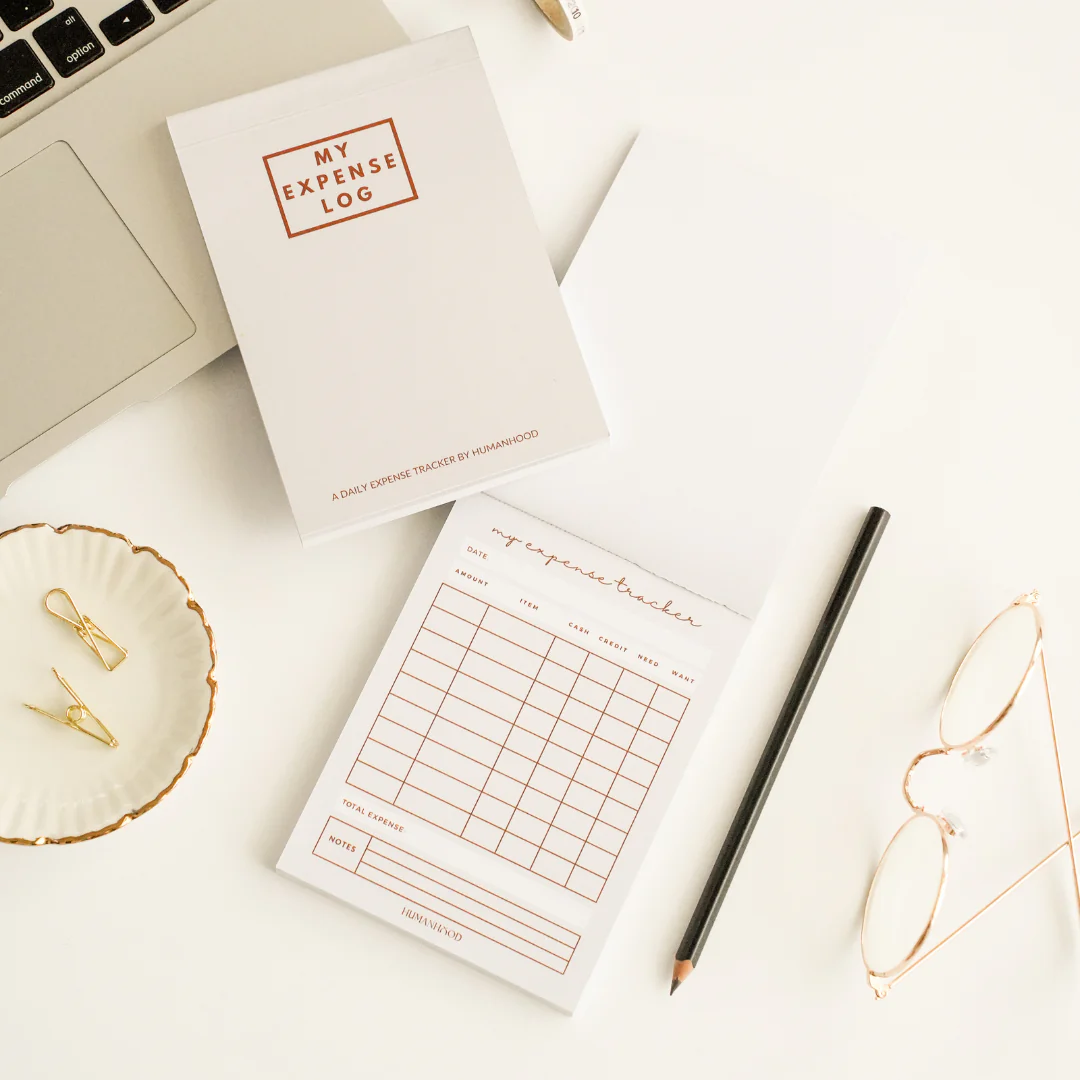 alt
option
command
10
MY
EXPENSE
LOG
A DAILY EXPENSE TRACKER BY HUMANHOOD
my expense tracker
DATE
AMOUNT ITEM CASH CREDIT NEED WANT
TOTAL EXPENSE
NOTES
HUMANHOOD